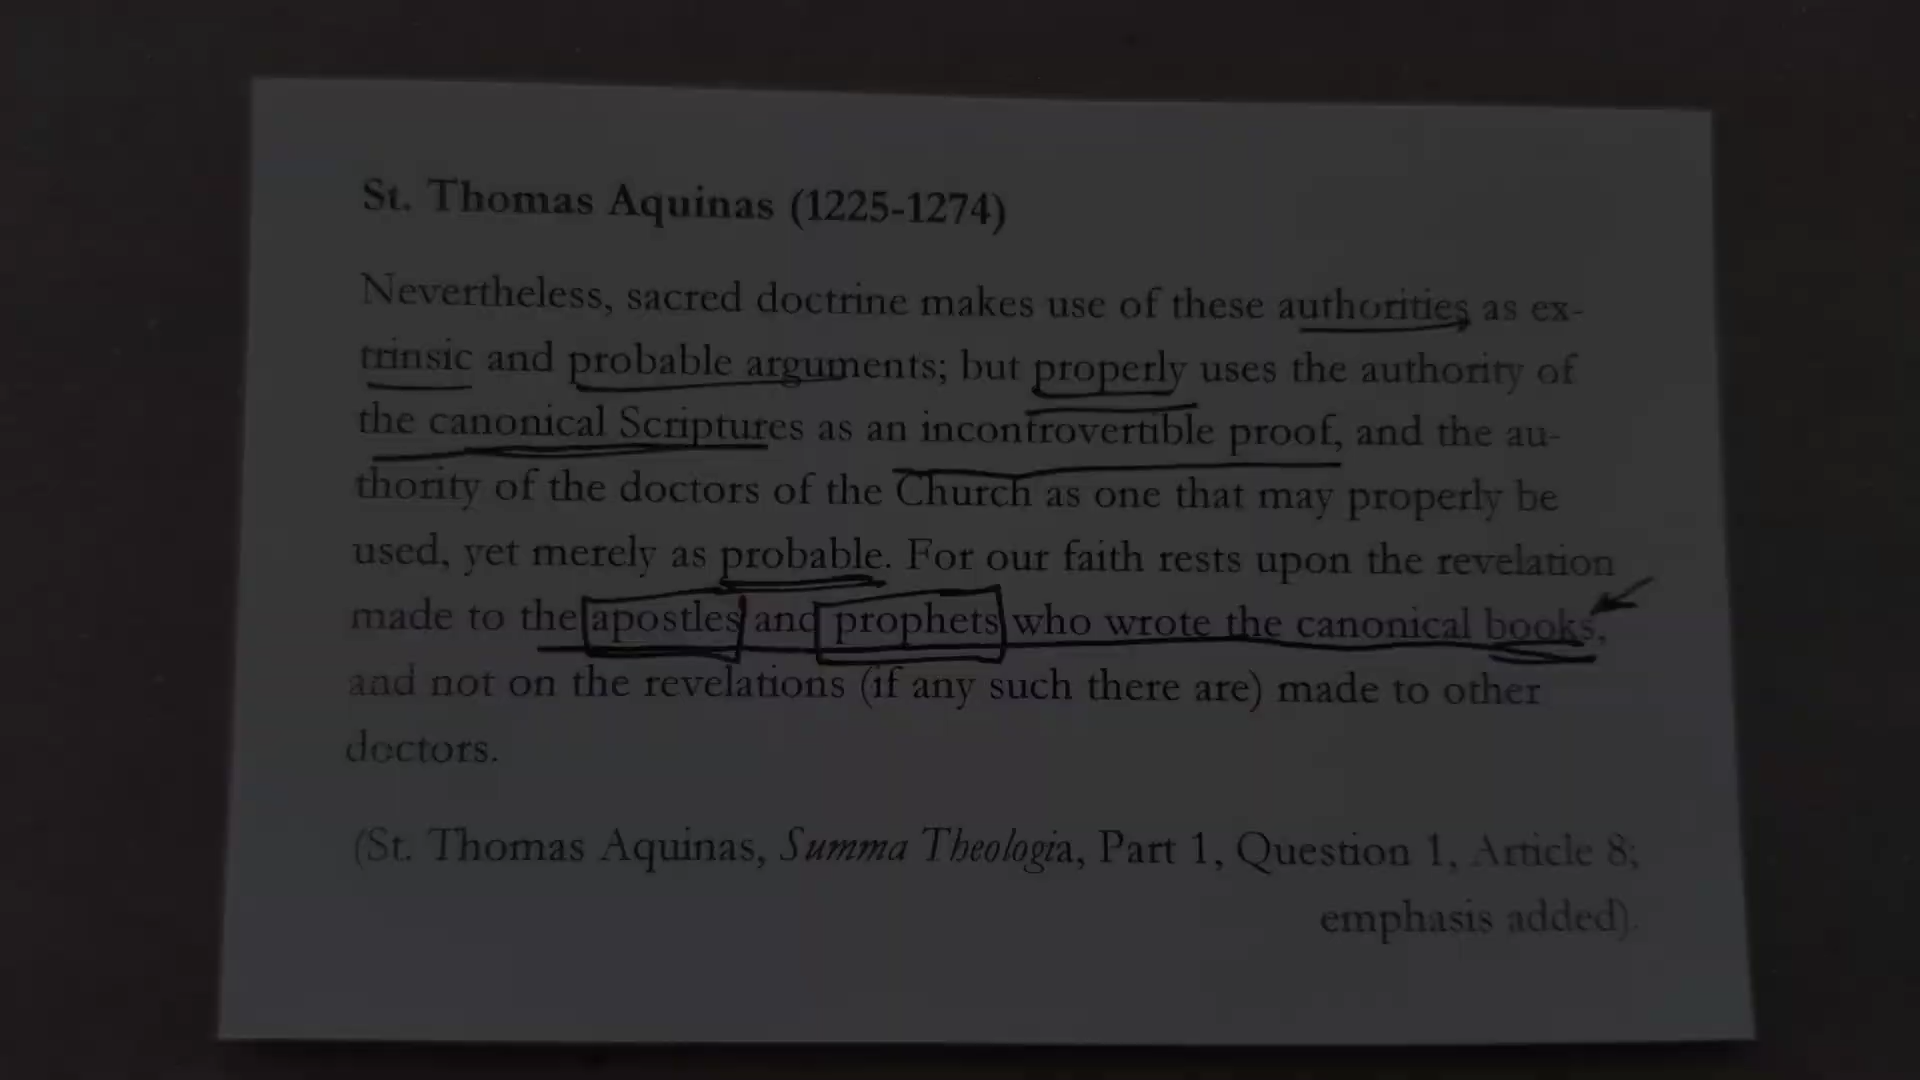 St. Thomas Aquinas (1225-1274)
Nevertheless, sacred doctrine makes use of these authorities as ex-
trinsic and probable arguments; but properly uses the authority of
the canonical Scriptures as an incontrovertible proof, and the au-
thority of the doctors of the Church as one that may properly be
used, yet merely as probable. For our faith rests upon the revelation
made to the apostles and prophets who wrote the canonical books,
and not on the revelations (if any such there are) made to other
doctors.
(St. Thomas Aquinas, Summa Theologia, Part 1, Question 1, Article 8;
emphasis added).